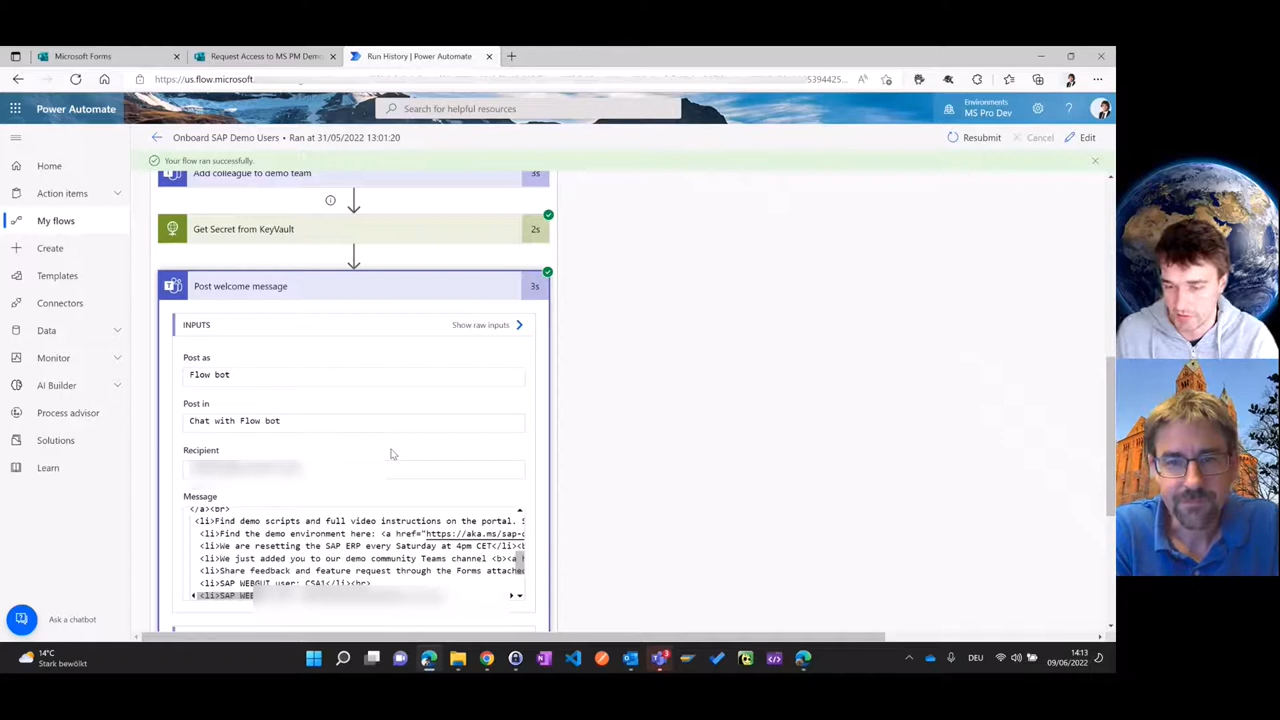 Microsoft Forms
Request Access to MS PM Dem
Run History | Power Automate
https://us.flow.microsoft
5394425...
Power Automate
Search for helpful resources
Environments
MS Pro Dev
Onboard SAP Demo Users • Ran at 31/05/2022 13:01:20
Resubmit
Cancel
Edit
Your flow ran successfully.
Home
Action items
My flows
Create
Templates
Connectors
Data
Monitor
AI Builder
Process advisor
Solutions
Learn
Ask a chatbot
Add colleague to demo team
3s
Get Secret from KeyVault
2s
Post welcome message
3s
INPUTS
Show raw inputs
Post as
Flow bot
Post in
Chat with Flow bot
Recipient
Message
</a><br>
<li>Find demo scripts and full video instructions on the portal. S
<li>Find the demo environment here: <a href="https://aka.ms/sap-
<li>We are resetting the SAP ERP every Saturday at 4pm CET</li><b
<li>We just added you to our demo community Teams channel <b><a
<li>Share feedback and feature request through the Forms attache
<li>SAP WEBGUI user: CSA1</li><br>
<li>SAP WEB
14°C
Stark bewölkt
DEU
14:13
09/06/2022